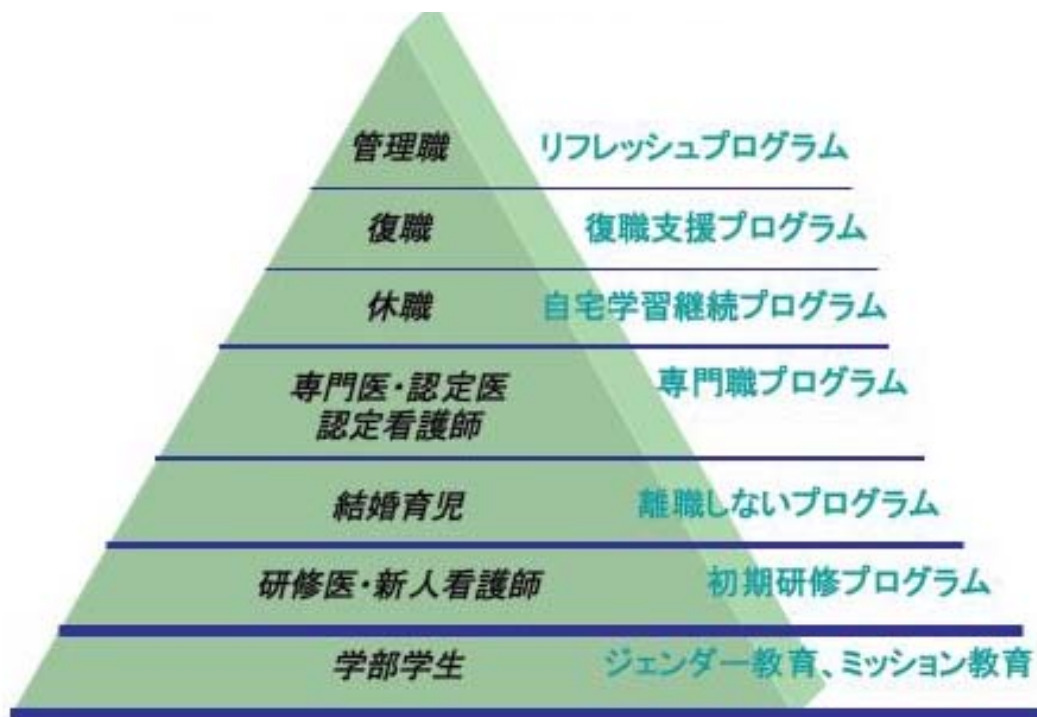 管理職 リフレッシュプログラム
復職 復職支援プログラム
休職 自宅学習継続プログラム
専門医・認定医 専門職プログラム
認定看護師
結婚育児 離職しないプログラム
研修医・新人看護師 初期研修プログラム
学部学生 ジェンダー教育、ミッション教育